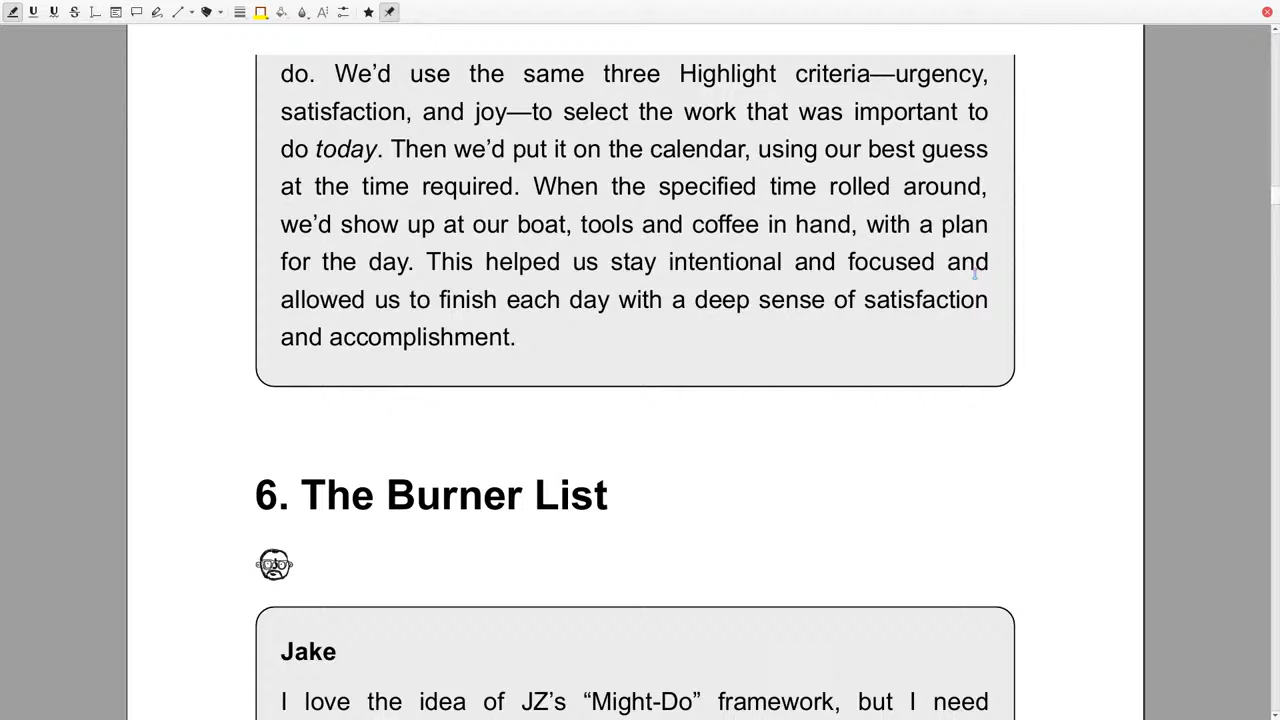 do. We’d use the same three Highlight criteria—urgency,
satisfaction, and joy—to select the work that was important to
do today. Then we’d put it on the calendar, using our best guess
at the time required. When the specified time rolled around,
we’d show up at our boat, tools and coffee in hand, with a plan
for the day. This helped us stay intentional and focused and
allowed us to finish each day with a deep sense of satisfaction
and accomplishment.
6. The Burner List
Jake
I love the idea of JZ’s “Might-Do” framework, but I need